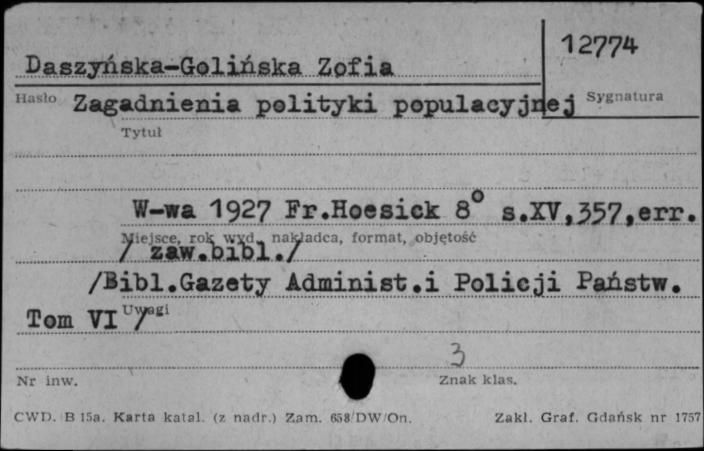 12774
Daszyńska-Golińska Zofia
Hasło Zagadnienia polityki populacyjnej Sygnatura
Tytuł
W-wa 1927 Fr.Hoesick 8° s.XV,357,err.
Miejsce, rok wyd., nakładca, format, objętość
/ zaw.bibl./
/Bibl.Gazety Administ.i Policji Państw.
Tom VI / Uwagi
3
Nr inw. Znak klas.
CWD. B 15a. Karta katal. (z nadr.) Zam. 658/DW/On. Zakl. Graf. Gdańsk nr 1757